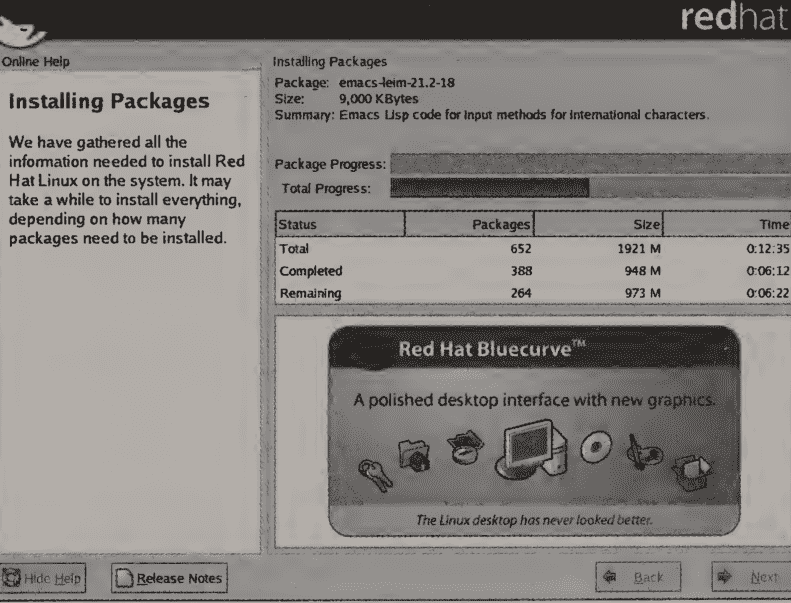 redhat
Online Help
Installing Packages
We have gathered all the
information needed to install Red
Hat Linux on the system. It may
take a while to install everything,
depending on how many
packages need to be installed.
Installing Packages
Package: emacs-leim-21.2-18
Size: 9,000 KBytes
Summary: Emacs Lisp code for input methods for international characters.
Package Progress:
Total Progress:
Status Packages Size Time
Total 652 1921 M 0:12:35
Completed 388 948 M 0:06:12
Remaining 264 973 M 0:06:22
Red Hat Bluecurve™
A polished desktop interface with new graphics.
The Linux desktop has never looked better.
Hide Help
Release Notes
Back
Next